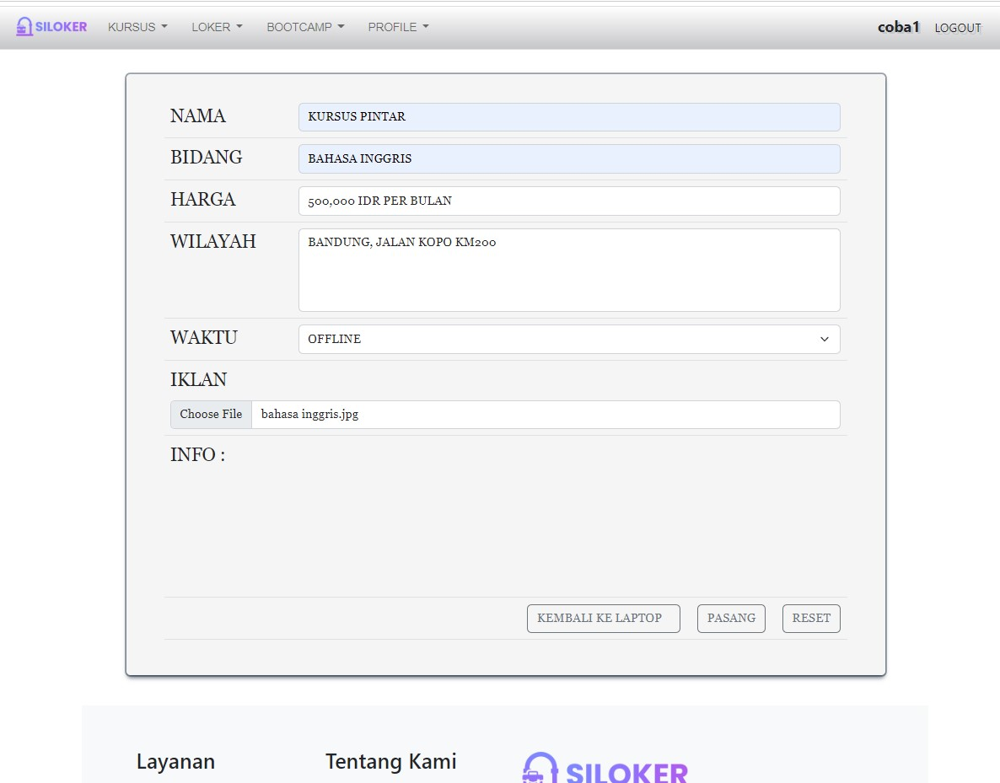 SILOKER KURSUS LOKER BOOTCAMP PROFILE coba1 LOGOUT
NAMA KURSUS PINTAR
BIDANG BAHASA INGGRIS
HARGA 500,000 IDR PER BULAN
WILAYAH BANDUNG, JALAN KOPO KM200
WAKTU OFFLINE
IKLAN
Choose File bahasa inggris.jpg
INFO :
KEMBALI KE LAPTOP PASANG RESET
Layanan Tentang Kami SILOKER